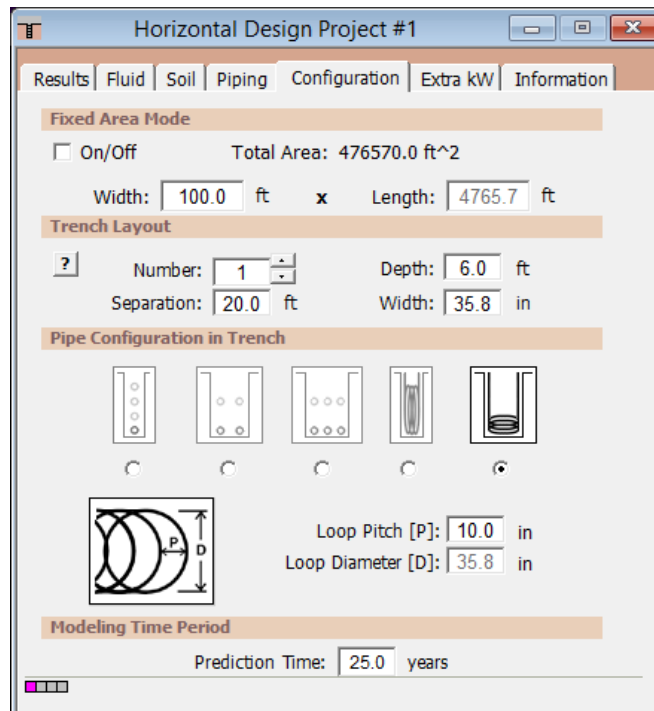 Horizontal Design Project #1
Results Fluid Soil Piping Configuration Extra kW Information
Fixed Area Mode
On/Off Total Area: 476570.0 ft^2
Width: 100.0 ft x Length: 4765.7 ft
Trench Layout
? Number: 1 Depth: 6.0 ft
Separation: 20.0 ft Width: 35.8 in
Pipe Configuration in Trench
P D
Loop Pitch [P]: 10.0 in
Loop Diameter [D]: 35.8 in
Modeling Time Period
Prediction Time: 25.0 years